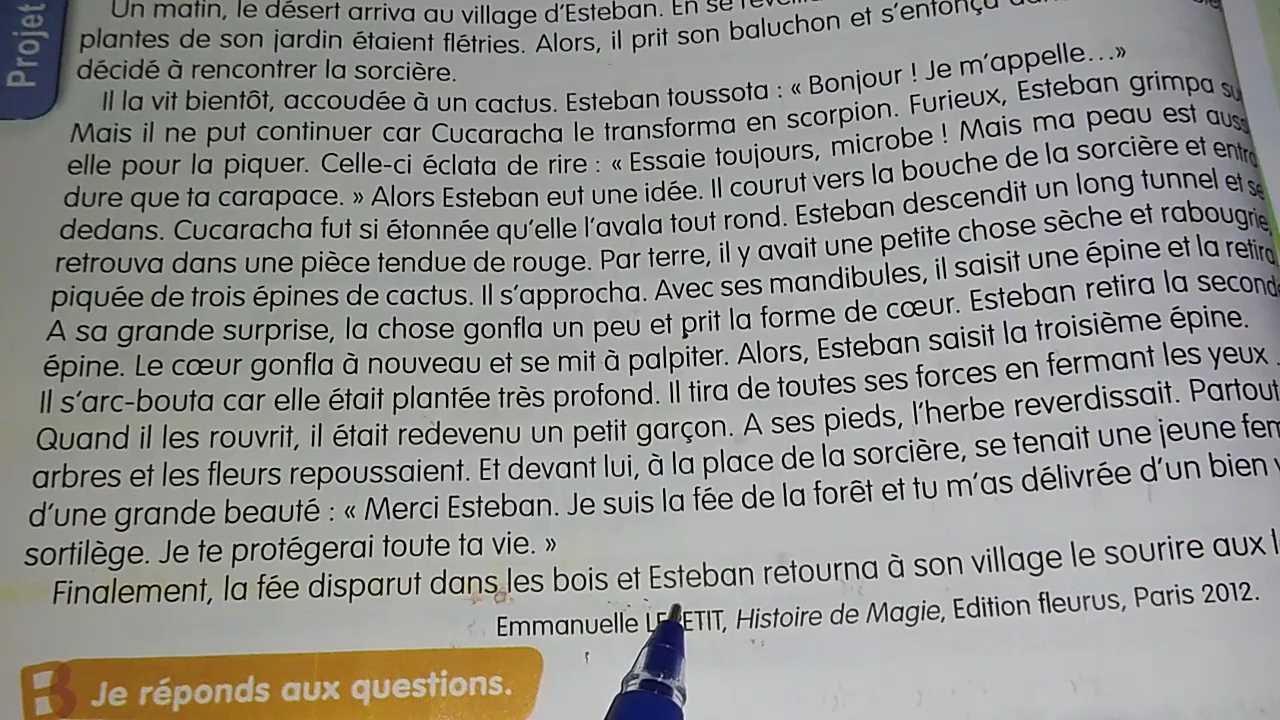 Projet
Un matin, le désert arriva au village d'Esteban. En se
plantes de son jardin étaient flétries. Alors, il prit son baluchon et s'enfonça
décidé à rencontrer la sorcière.
Il la vit bientôt, accoudée à un cactus. Esteban toussota : « Bonjour ! Je m'appelle...»
Mais il ne put continuer car Cucaracha le transforma en scorpion. Furieux, Esteban grimpa su
elle pour la piquer. Celle-ci éclata de rire : « Essaie toujours, microbe ! Mais ma peau est auss
dure que ta carapace. » Alors Esteban eut une idée. Il courut vers la bouche de la sorcière et entra
dedans. Cucaracha fut si étonnée qu'elle l'avala tout rond. Esteban descendit un long tunnel et se
retrouva dans une pièce tendue de rouge. Par terre, il y avait une petite chose sèche et rabougrie,
piquée de trois épines de cactus. Il s'approcha. Avec ses mandibules, il saisit une épine et la retira
A sa grande surprise, la chose gonfla un peu et prit la forme de cœur. Esteban retira la second
épine. Le cœur gonfla à nouveau et se mit à palpiter. Alors, Esteban saisit la troisième épine.
Il s'arc-bouta car elle était plantée très profond. Il tira de toutes ses forces en fermant les yeux
Quand il les rouvrit, il était redevenu un petit garçon. A ses pieds, l'herbe reverdissait. Partout
arbres et les fleurs repoussaient. Et devant lui, à la place de la sorcière, se tenait une jeune fem
d'une grande beauté : « Merci Esteban. Je suis la fée de la forêt et tu m'as délivrée d'un bien v
sortilège. Je te protégerai toute ta vie. »
Finalement, la fée disparut dans les bois et Esteban retourna à son village le sourire aux l
Emmanuelle LEPETIT, Histoire de Magie, Edition fleurus, Paris 2012.
Je réponds aux questions.